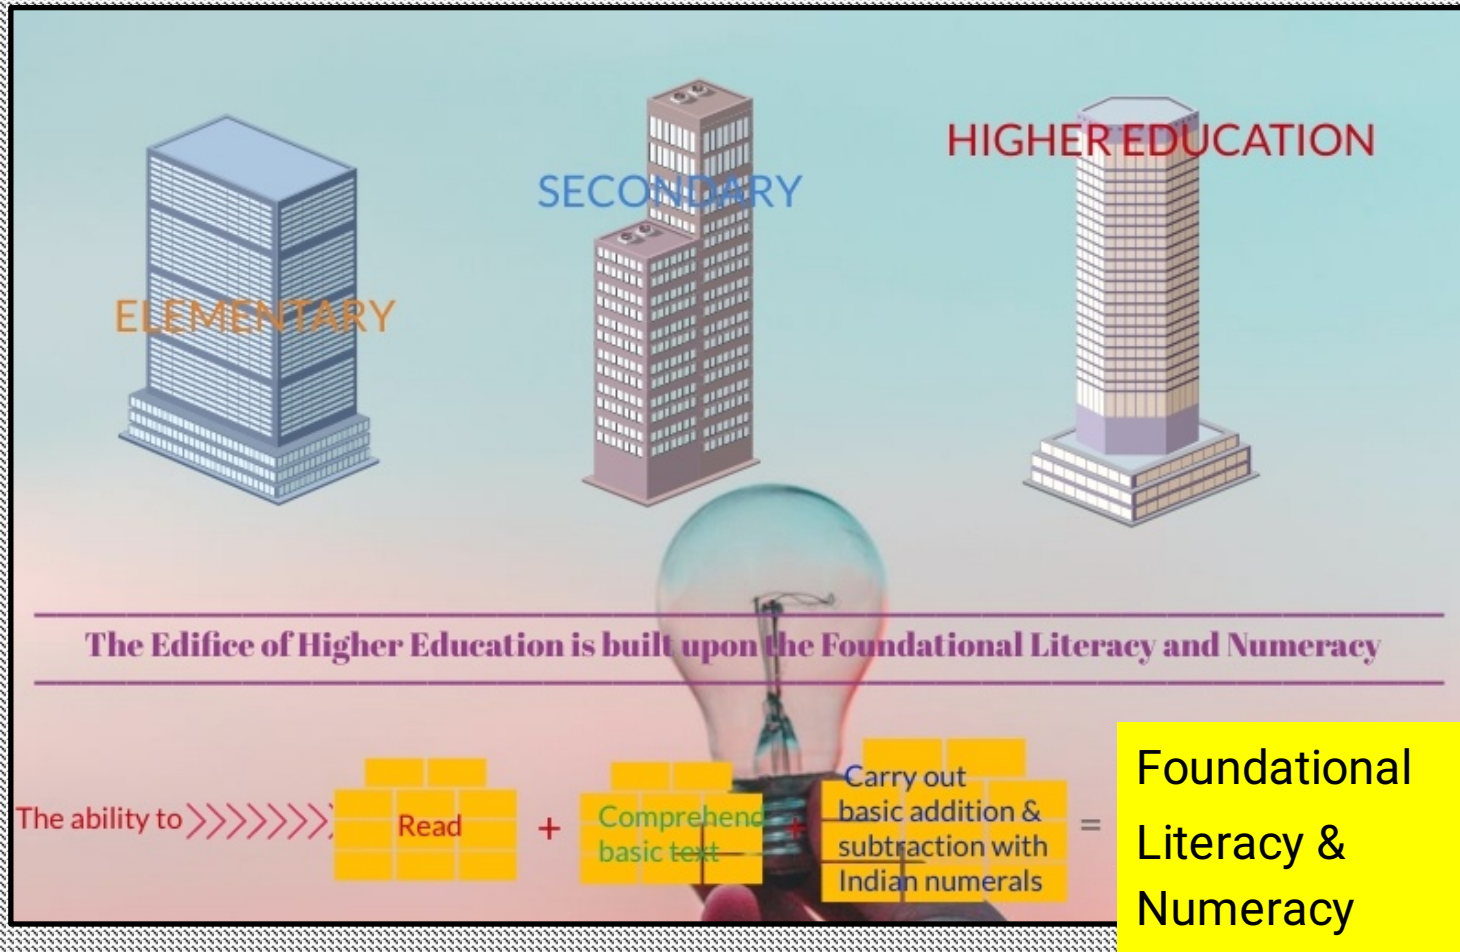 HIGHER EDUCATION
SECONDARY
ELEMENTARY
The Edifice of Higher Education is built upon the Foundational Literacy and Numeracy
The ability to
Read
+
Comprehend
basic text
+
Carry out
basic addition &
subtraction with
Indian numerals
=
Foundational
Literacy &
Numeracy